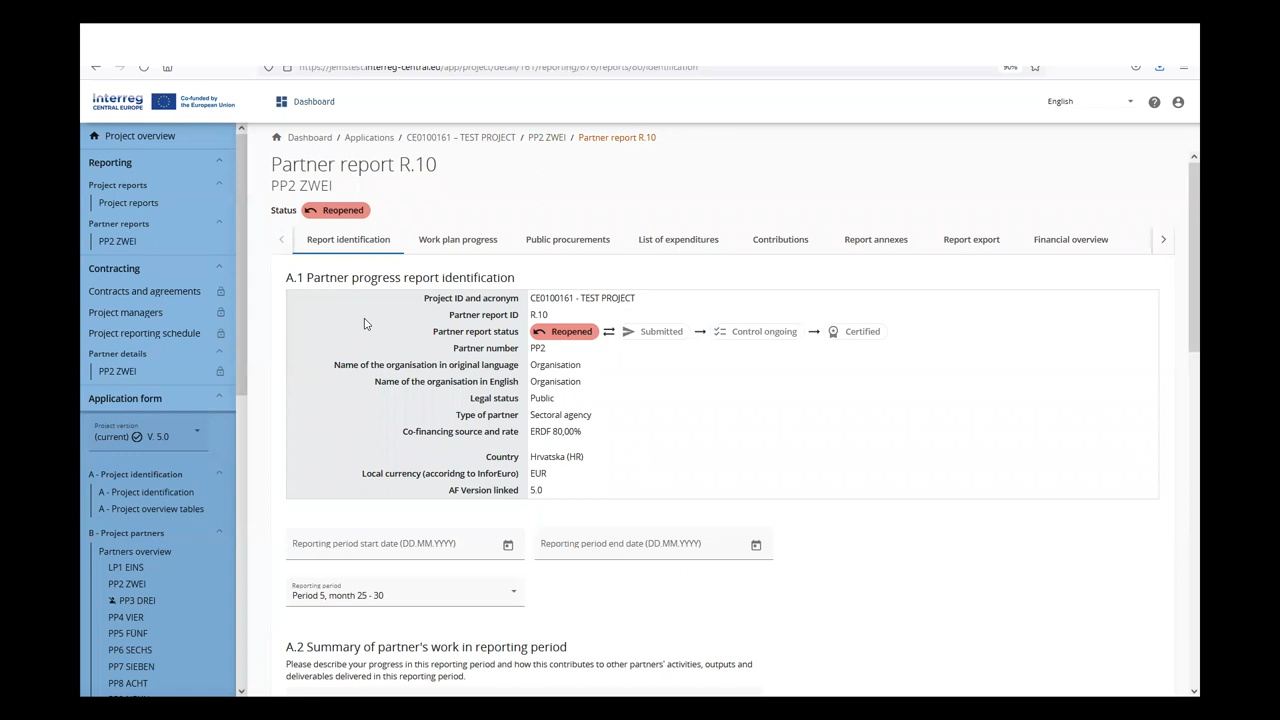 https://jemstest.interreg-central.eu/app/project/detail/161/reporting/676/reports/80/identification
90%
Interreg
CENTRAL EUROPE
Co-funded by
the European Union
Dashboard
English
Project overview
Reporting
Project reports
Project reports
Partner reports
PP2 ZWEI
Contracting
Contracts and agreements
Project managers
Project reporting schedule
Partner details
PP2 ZWEI
Application form
Project version
(current) V. 5.0
A - Project identification
A - Project identification
A - Project overview tables
B - Project partners
Partners overview
LP1 EINS
PP2 ZWEI
PP3 DREI
PP4 VIER
PP5 FÜNF
PP6 SECHS
PP7 SIEBEN
PP8 ACHT
Dashboard / Applications / CE0100161 – TEST PROJECT / PP2 ZWEI / Partner report R.10
Partner report R.10
PP2 ZWEI
Status Reopened
Report identification Work plan progress Public procurements List of expenditures Contributions Report annexes Report export Financial overview
A.1 Partner progress report identification
Project ID and acronym CE0100161 - TEST PROJECT
Partner report ID R.10
Partner report status Reopened Submitted Control ongoing Certified
Partner number PP2
Name of the organisation in original language Organisation
Name of the organisation in English Organisation
Legal status Public
Type of partner Sectoral agency
Co-financing source and rate ERDF 80,00%
Country Hrvatska (HR)
Local currency (accoridng to InforEuro) EUR
AF Version linked 5.0
Reporting period start date (DD.MM.YYYY) Reporting period end date (DD.MM.YYYY)
Reporting period
Period 5, month 25 - 30
A.2 Summary of partner's work in reporting period
Please describe your progress in this reporting period and how this contributes to other partners' activities, outputs and
deliverables delivered in this reporting period.